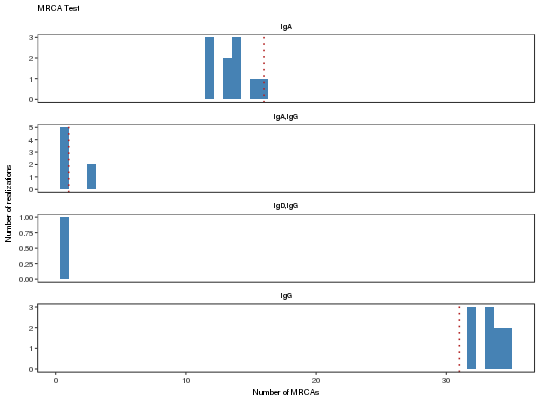 MRCA Test
IgA
3
2
1
0
IgA,IgG
5
4
3
2
1
0
Number of realizations
IgD,IgG
1.00
0.75
0.50
0.25
0.00
IgG
3
2
1
0
0 10 20 30
Number of MRCAs